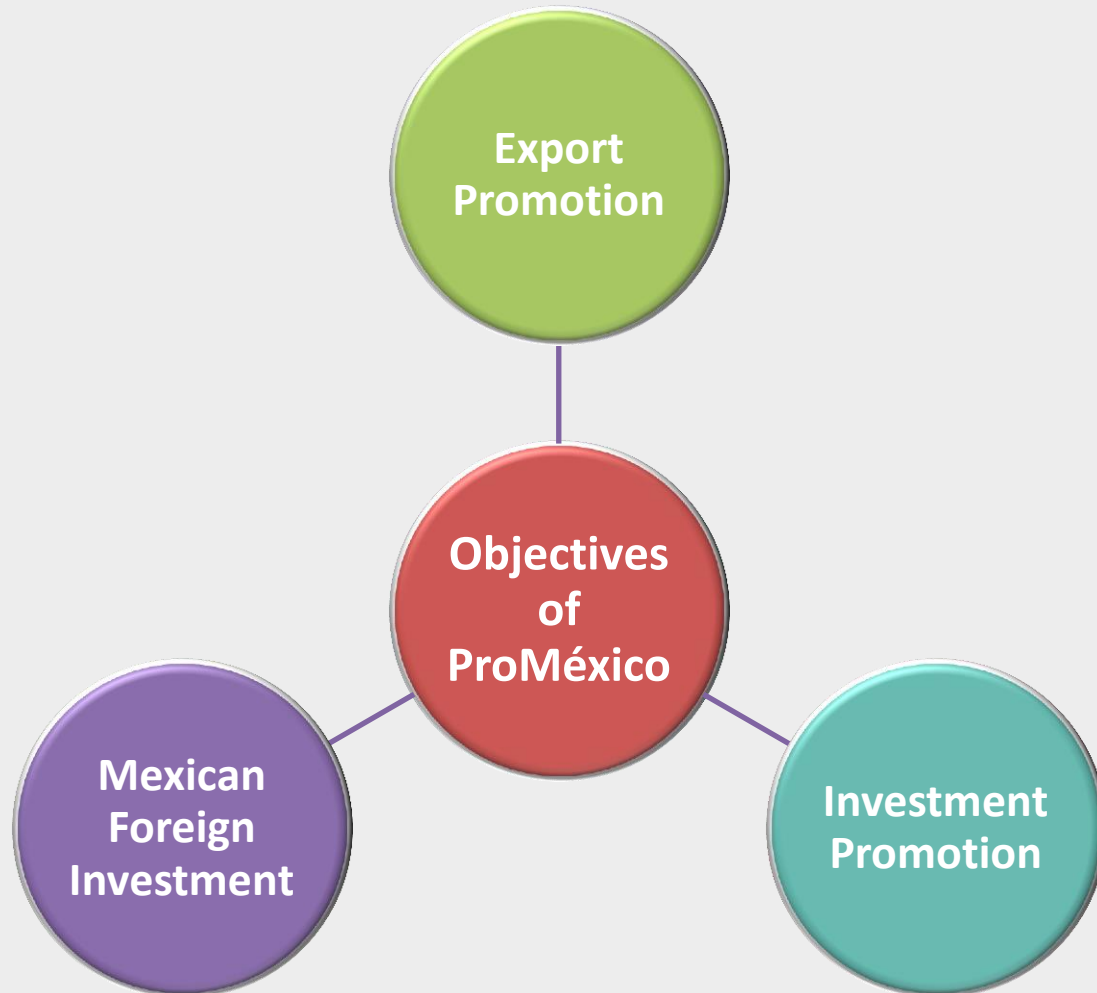 Export
Promotion
Objectives
of
ProMéxico
Mexican
Foreign
Investment
Investment
Promotion